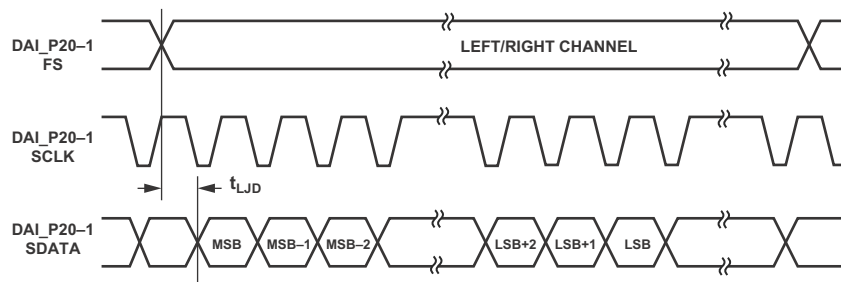 DAI_P20–1
FS
LEFT/RIGHT CHANNEL
DAI_P20–1
SCLK
tLJD
DAI_P20–1
SDATA
MSB MSB–1 MSB–2 LSB+2 LSB+1 LSB